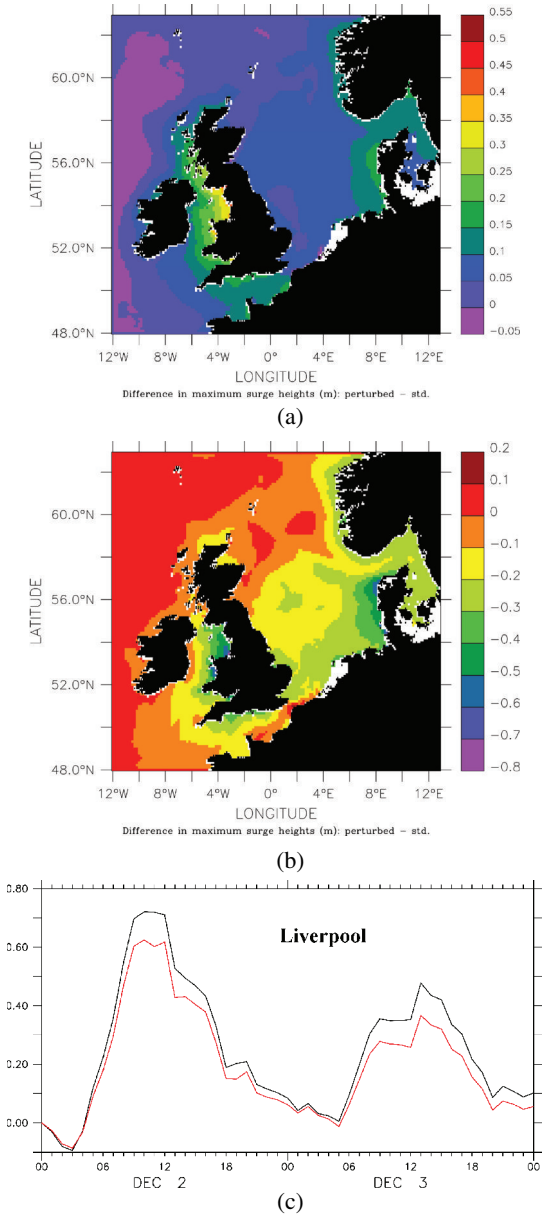 0.55
0.5
0.45
0.4
0.35
0.3
0.25
0.2
0.15
0.1
0.05
0
−0.05
60.0°N
56.0°N
52.0°N
48.0°N
LATITUDE
12°W 8°W 4°W 0° 4°E 8°E 12°E
LONGITUDE
Difference in maximum surge heights (m): perturbed − std.
(a)
0.2
0.1
0
−0.1
−0.2
−0.3
−0.4
−0.5
−0.6
−0.7
−0.8
60.0°N
56.0°N
52.0°N
48.0°N
LATITUDE
12°W 8°W 4°W 0° 4°E 8°E 12°E
LONGITUDE
Difference in maximum surge heights (m): perturbed − std.
(b)
0.80
0.60
0.40
0.20
0.00
Liverpool
00 06 12 18 00 06 12 18 00
DEC 2 DEC 3
(c)